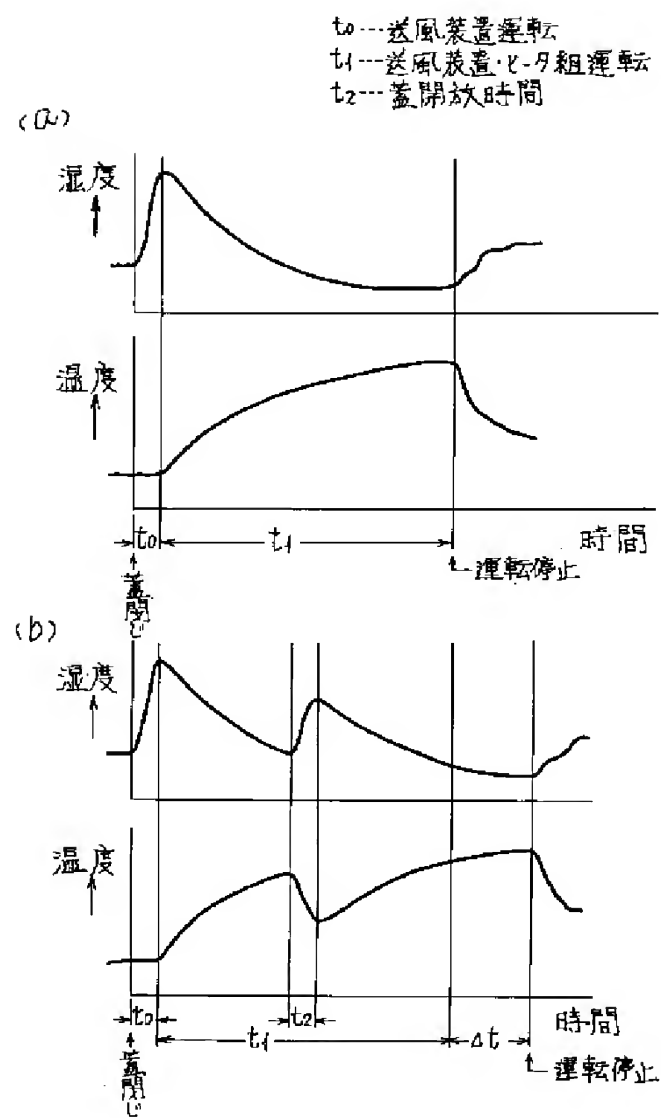 t0…送風装置運転
t1…送風装置・ヒータ組運転
t2…蓋開放時間
(a)
湿度
温度
t0
t1
時間
蓋閉じ
運転停止
(b)
湿度
温度
t0
t2
t1
Δt
時間
蓋閉じ
運転停止